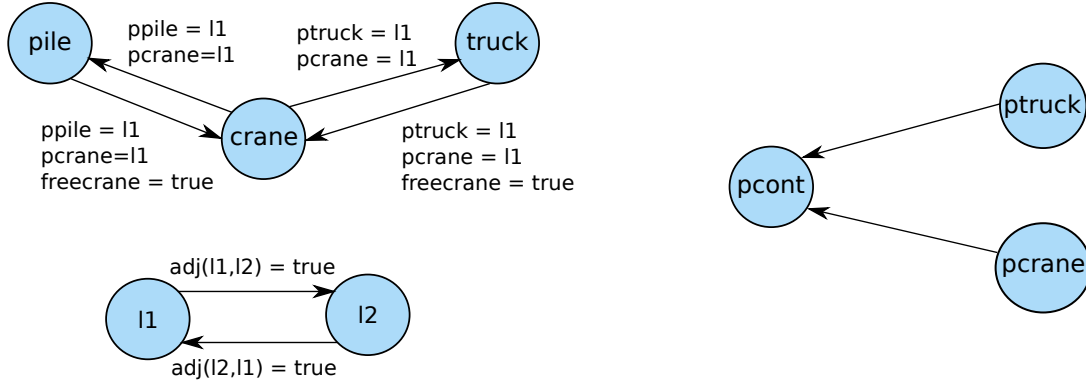 pile
ppile = l1
pcrane=l1
ptruck = l1
pcrane = l1
truck
crane
ppile = l1
pcrane=l1
freecrane = true
ptruck = l1
pcrane = l1
freecrane = true
adj(l1,l2) = true
l1
l2
adj(l2,l1) = true
ptruck
pcont
pcrane